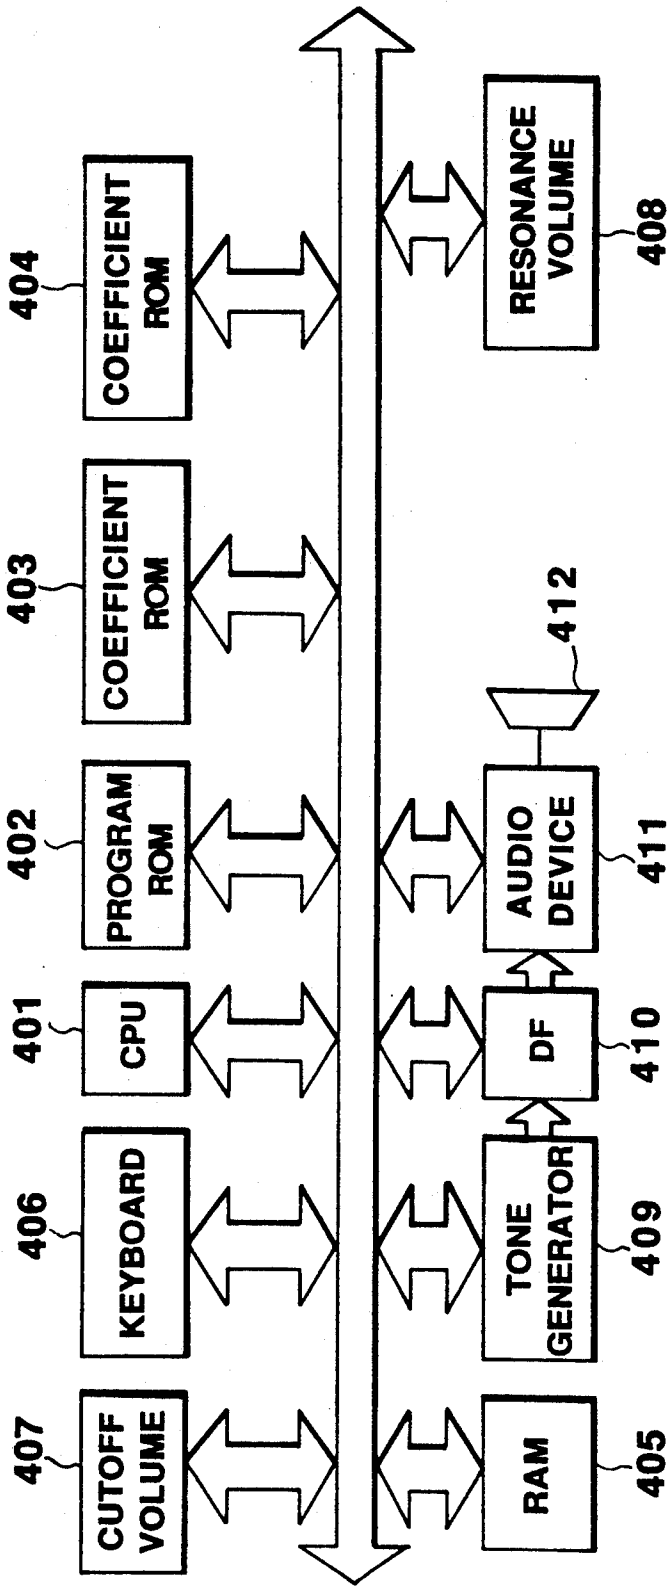 407
406
401
402
403
404
CUTOFF
VOLUME
KEYBOARD
CPU
PROGRAM
ROM
COEFFICIENT
ROM
COEFFICIENT
ROM
RAM
TONE
GENERATOR
DF
AUDIO
DEVICE
RESONANCE
VOLUME
405
409
410
411
412
408